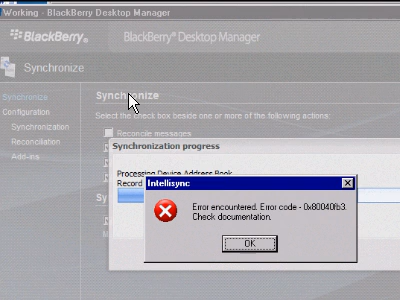 Working - BlackBerry Desktop Manager
BlackBerry®
BlackBerry® Desktop Manager
Synchronize
Synchronize
Synchronize
Select the check box beside one or more of the following actions:
Configuration
Synchronization
Reconciliation
Add-ins
Reconcile messages
Synchronization progress
Processing Device Address Book
Record
Intellisync
Error encountered. Error code - 0x80040fb3.
Check documentation.
OK
Sy